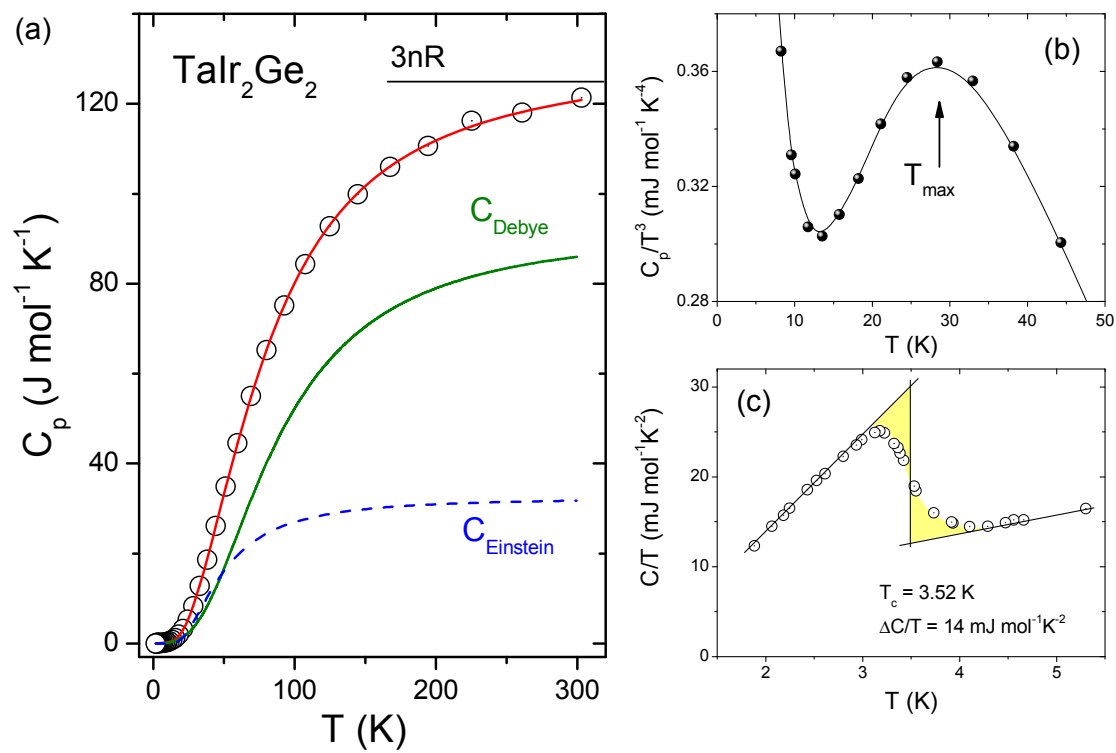 (a)
TaIr2Ge2
3nR
CDebye
CEinstein
Cp (J mol-1 K-1)
120
80
40
0
0 100 200 300
T (K)
(b)
Tmax
Cp/T3 (mJ mol-1 K-4)
0.36
0.32
0.28
0 10 20 30 40 50
T (K)
(c)
Tc = 3.52 K
ΔC/T = 14 mJ mol-1K-2
C/T (mJ mol-1K-2)
30
20
10
0
2 3 4 5
T (K)